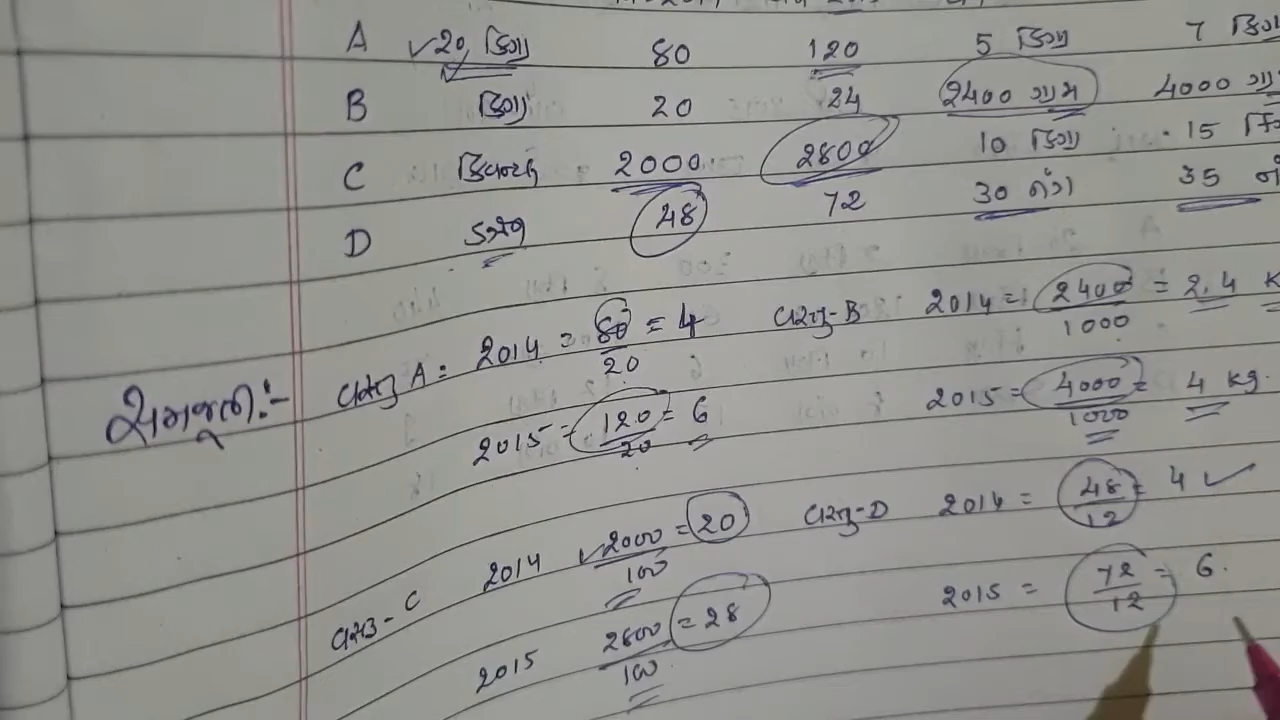 A 20 કિગ્રા 80 120 5 કિગ્રા 7 કિગ્રા
B કિગ્રા 20 24 2400 ગ્રામ 4000
C ક્વિન્ટલ 2000 2800 10 કિગ્રા 15
D ડઝન 48 72 30 નંગ 35
સમજૂતી:-
વસ્તુ A = 2014 = 80/20 = 4 વસ્તુ-B 2014 = 2400/1000 = 2.4
2015 = 120/20 = 6 2015 = 4000/1000 = 4 kg.
વસ્તુ-C 2014 2000/100 = 20 વસ્તુ-D 2014 = 48/12 = 4
2015 2800/100 = 28 2015 = 72/12 = 6.